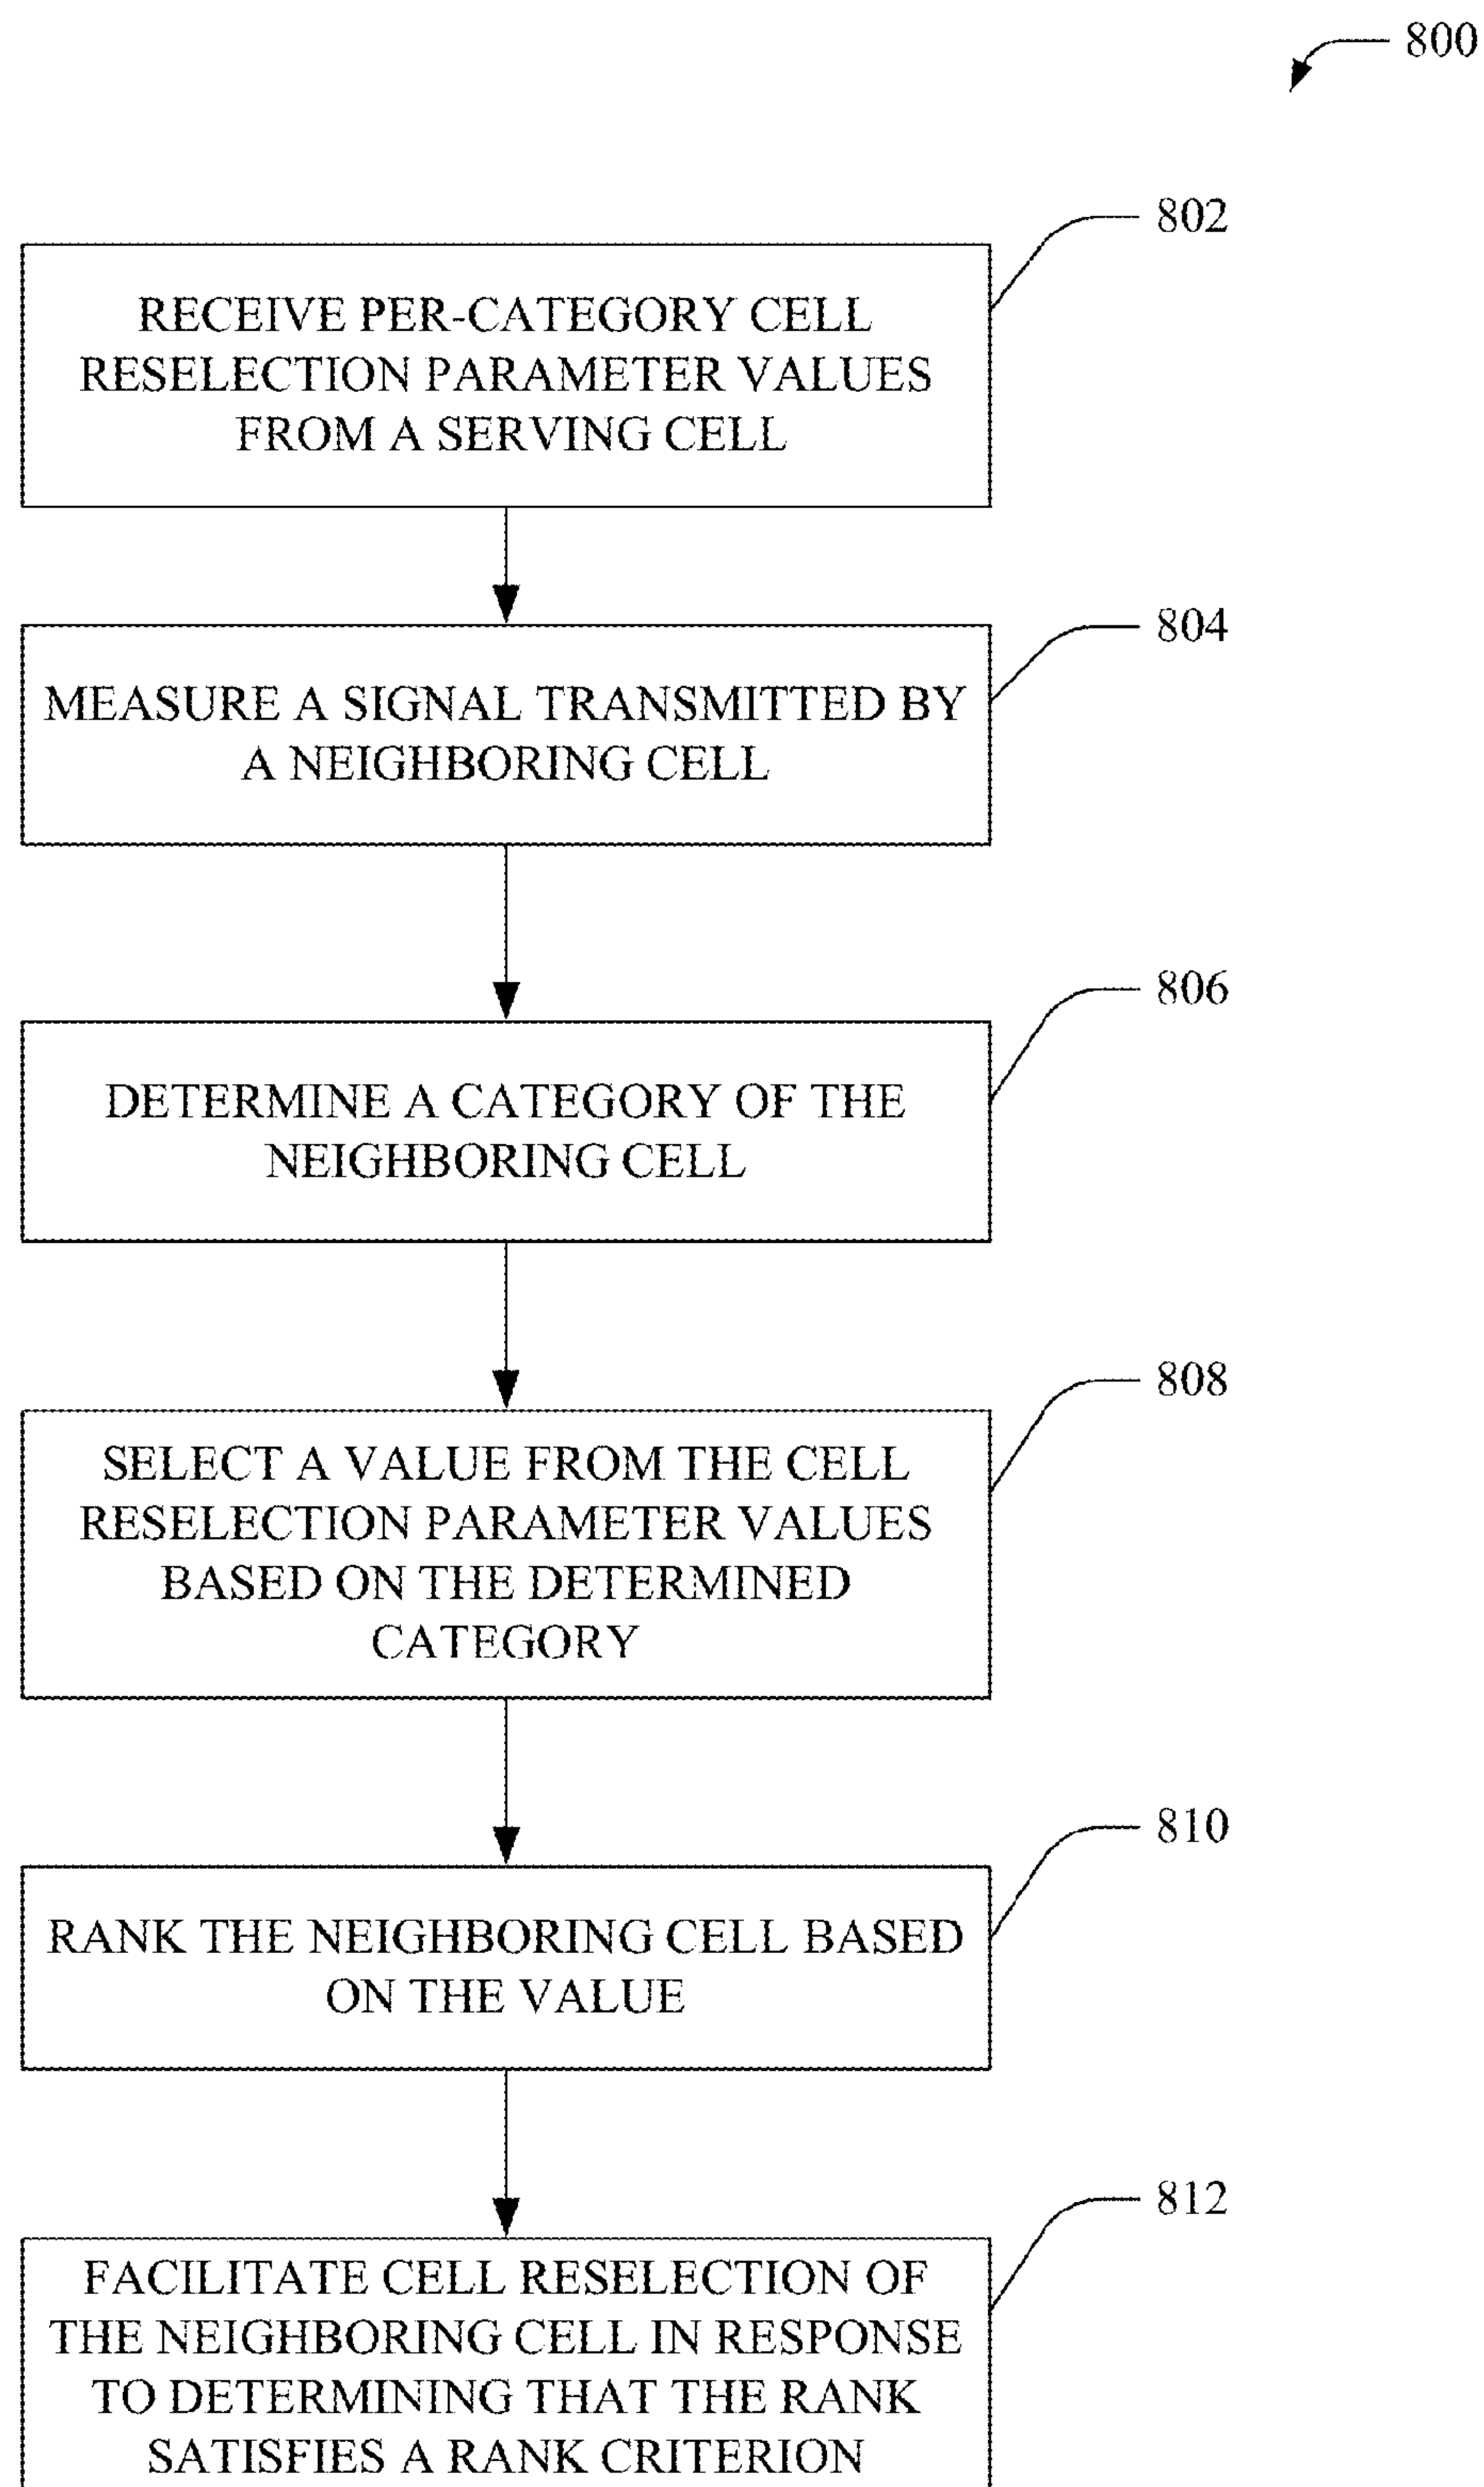 800
802
RECEIVE PER-CATEGORY CELL
RESELECTION PARAMETER VALUES
FROM A SERVING CELL
804
MEASURE A SIGNAL TRANSMITTED BY
A NEIGHBORING CELL
806
DETERMINE A CATEGORY OF THE
NEIGHBORING CELL
808
SELECT A VALUE FROM THE CELL
RESELECTION PARAMETER VALUES
BASED ON THE DETERMINED
CATEGORY
810
RANK THE NEIGHBORING CELL BASED
ON THE VALUE
812
FACILITATE CELL RESELECTION OF
THE NEIGHBORING CELL IN RESPONSE
TO DETERMINING THAT THE RANK
SATISFIES A RANK CRITERION